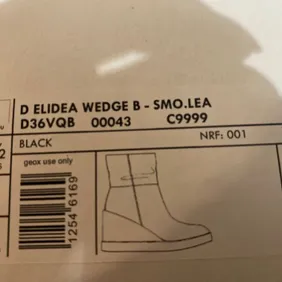 D ELIDEA WEDGE B - SMO.LEA
D36VQB 00043 C9999
BLACK NRF: 001
geox use only
1254 6169